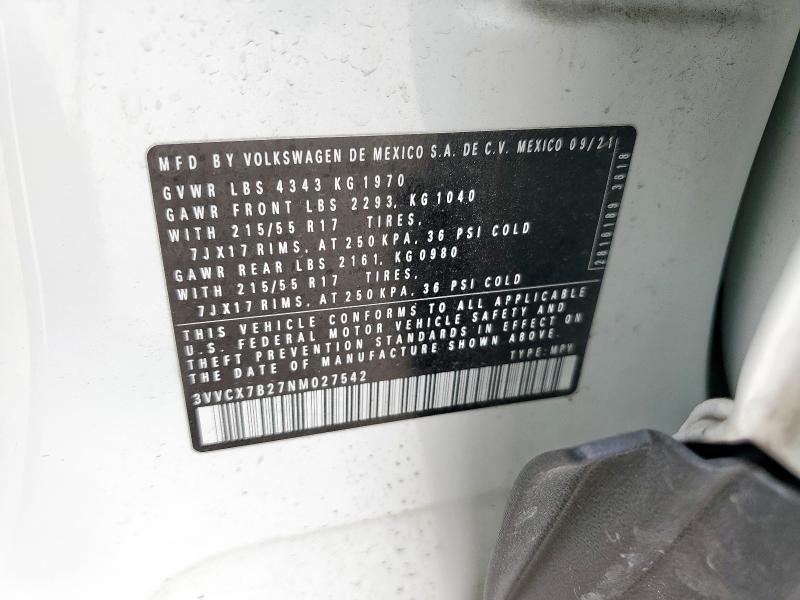 MFD BY VOLKSWAGEN DE MEXICO S.A. DE C.V. MEXICO 09/21
GVWR LBS 4343 KG 1970
GAWR FRONT LBS 2293, KG 1040
WITH 215/55 R17 TIRES,
7JX17 RIMS, AT 250 KPA, 36 PSI COLD
GAWR REAR LBS 2161, KG 0980
WITH 215/55 R17 TIRES,
7JX17 RIMS, AT 250 KPA, 36 PSI COLD
THIS VEHICLE CONFORMS TO ALL APPLICABLE
U.S. FEDERAL MOTOR VEHICLE SAFETY AND
THEFT PREVENTION STANDARDS IN EFFECT ON
THE DATE OF MANUFACTURE SHOWN ABOVE.
TYPE: MPV
3VVCX7B27NM027542